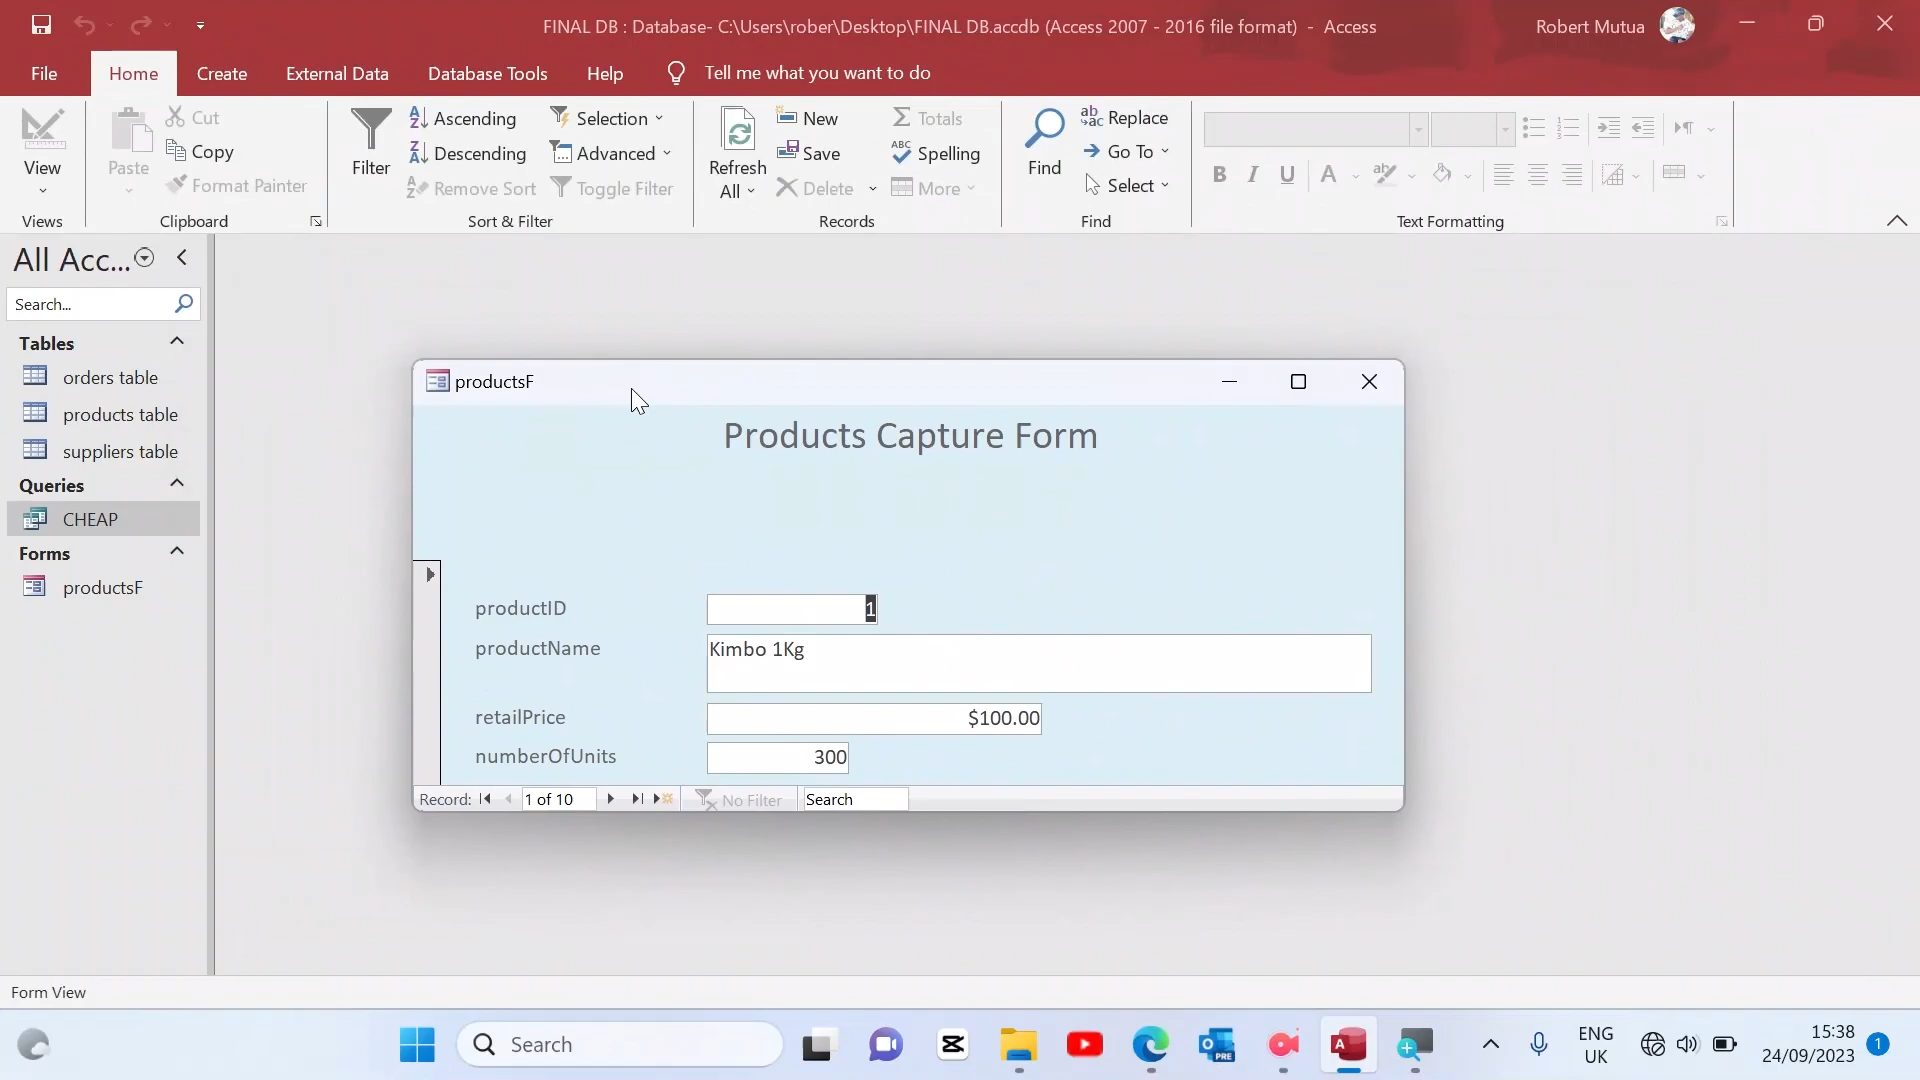 FINAL DB : Database- C:\Users\rober\Desktop\FINAL DB.accdb (Access 2007 - 2016 file format) - Access
Robert Mutua
File
Home
Create
External Data
Database Tools
Help
Tell me what you want to do
View
Views
Paste
Cut
Copy
Format Painter
Clipboard
Filter
Ascending
Descending
Remove Sort
Selection
Advanced
Toggle Filter
Sort & Filter
Refresh
All
New
Save
Delete
Totals
Spelling
More
Records
Find
Replace
Go To
Select
Find
B I U A
Text Formatting
All Acc...
Search...
Tables
orders table
products table
suppliers table
Queries
CHEAP
Forms
productsF
productsF
Products Capture Form
productID
1
productName
Kimbo 1Kg
retailPrice
$100.00
numberOfUnits
300
Record:
1 of 10
No Filter
Search
Form View
Search
ENG
UK
15:38
24/09/2023
1